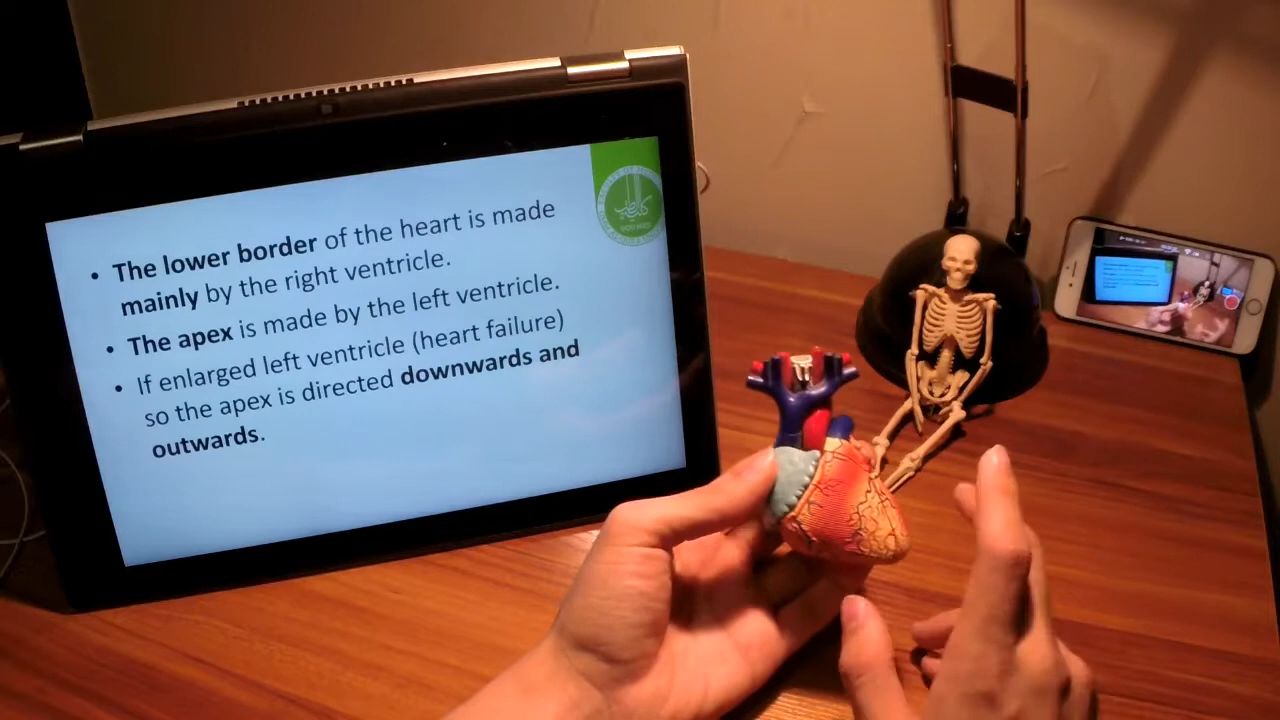 • The lower border of the heart is made
mainly by the right ventricle.
• The apex is made by the left ventricle.
• If enlarged left ventricle (heart failure)
so the apex is directed downwards and
outwards.